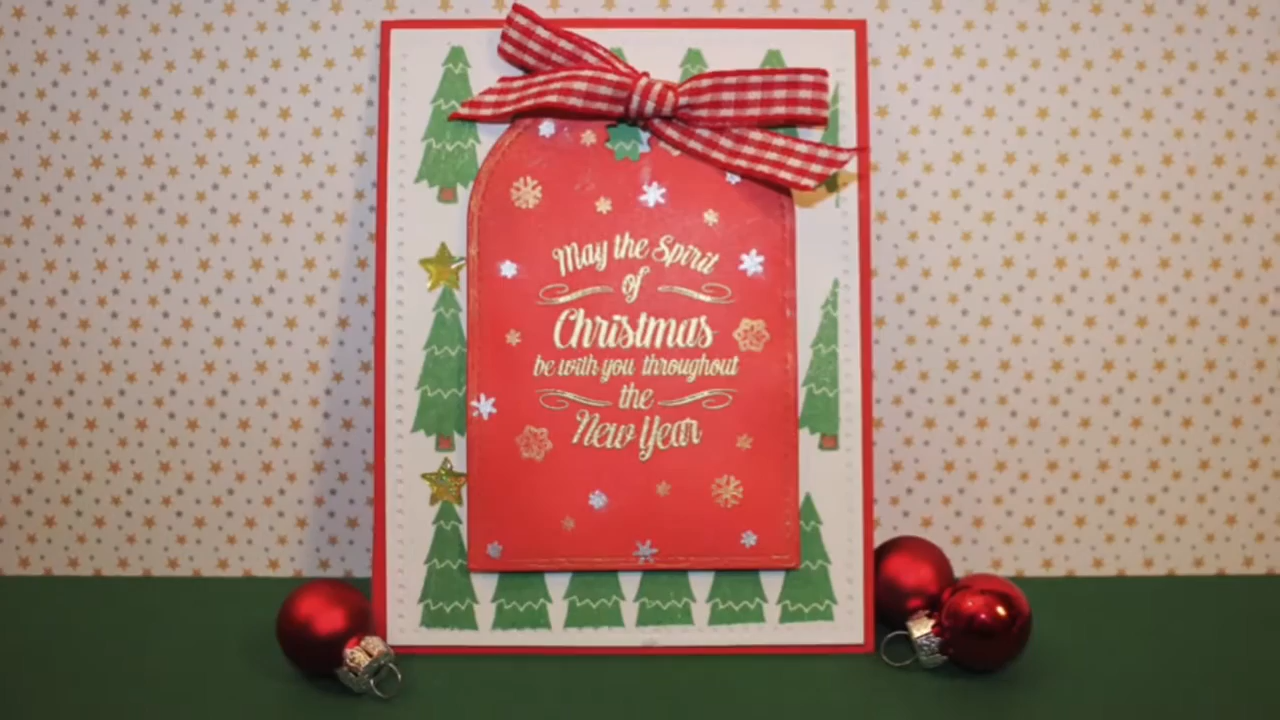 May the Spirit
of
Christmas
be with you throughout
the
New Year